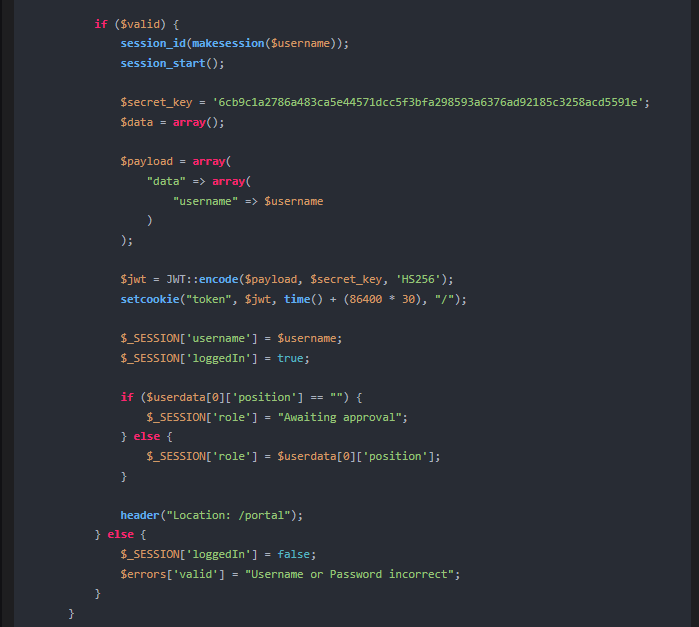 if ($valid) {
session_id(makesession($username));
session_start();
$secret_key = '6cb9c1a2786a483ca5e44571dcc5f3bfa298593a6376ad92185c3258acd5591e';
$data = array();
$payload = array(
"data" => array(
"username" => $username
)
);
$jwt = JWT::encode($payload, $secret_key, 'HS256');
setcookie("token", $jwt, time() + (86400 * 30), "/");
$_SESSION['username'] = $username;
$_SESSION['loggedIn'] = true;
if ($userdata[0]['position'] == "") {
$_SESSION['role'] = "Awaiting approval";
} else {
$_SESSION['role'] = $userdata[0]['position'];
}
header("Location: /portal");
} else {
$_SESSION['loggedIn'] = false;
$errors['valid'] = "Username or Password incorrect";
}
}